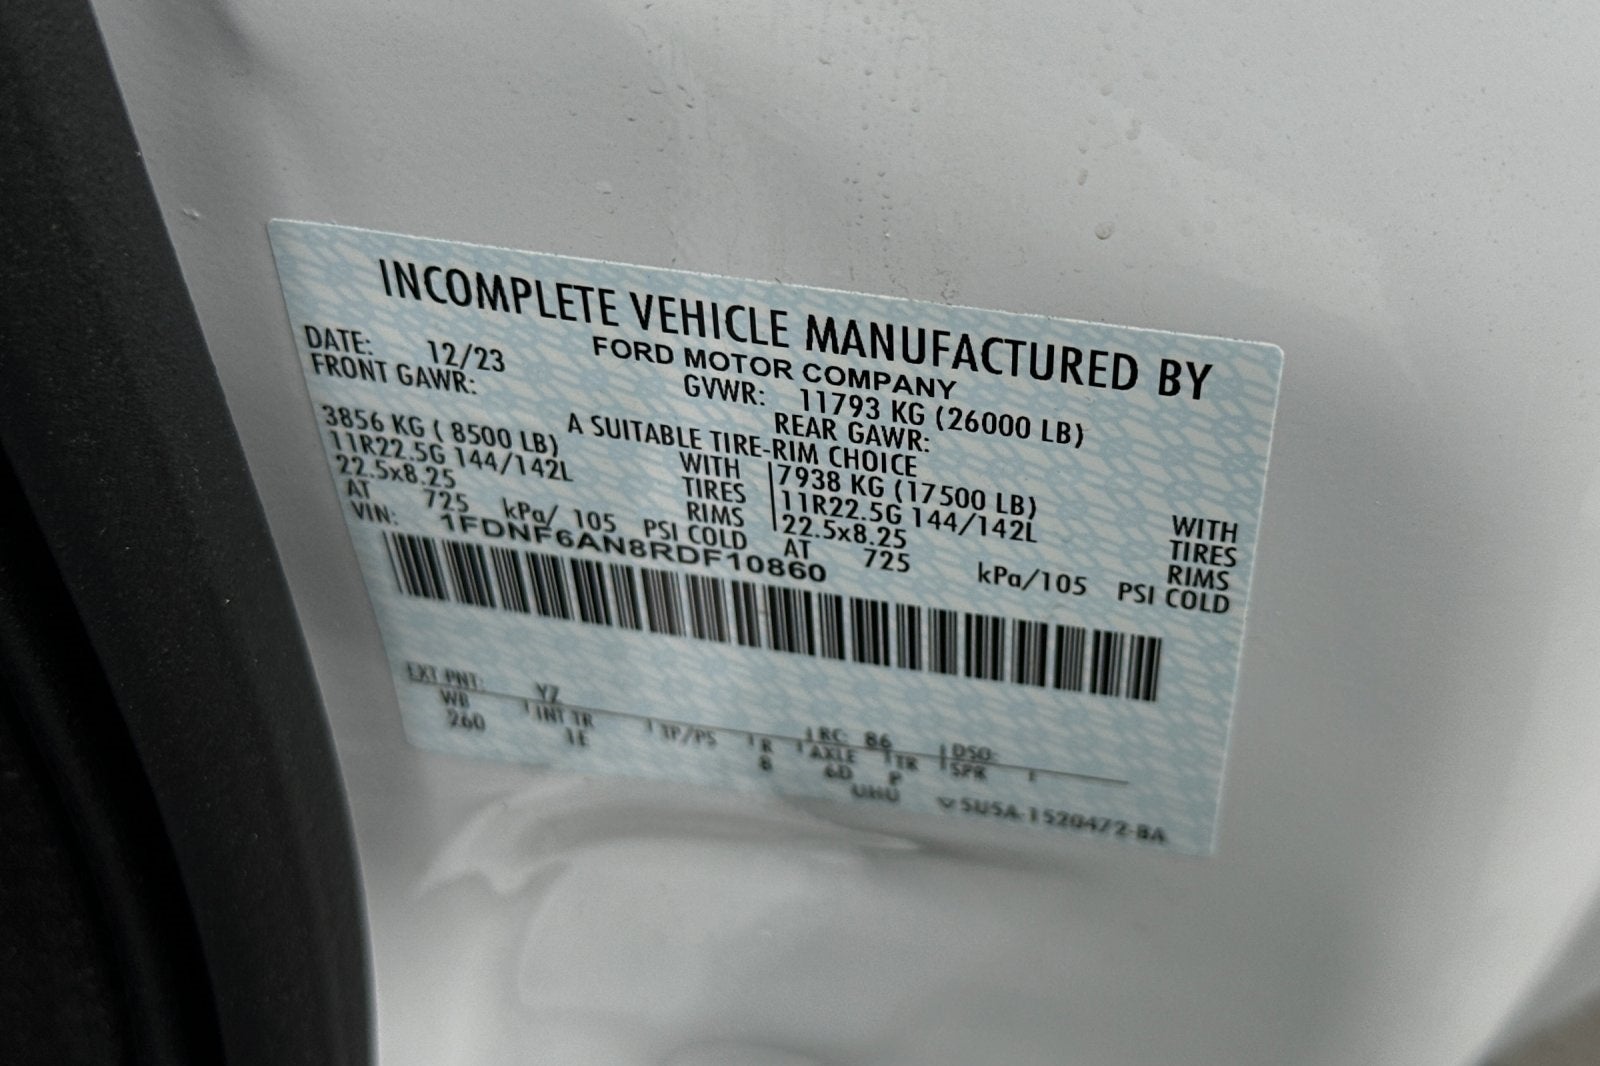 INCOMPLETE VEHICLE MANUFACTURED BY
FORD MOTOR COMPANY
DATE: 12/23 GVWR: 11793 KG (26000 LB)
FRONT GAWR: REAR GAWR:
A SUITABLE TIRE-RIM CHOICE
3856 KG ( 8500 LB) WITH 7938 KG (17500 LB) WITH
11R22.5G 144/142L TIRES 11R22.5G 144/142L TIRES
22.5x8.25 RIMS 22.5x8.25 RIMS
AT 725 kPa/ 105 PSI COLD AT 725 kPa/105 PSI COLD
VIN: 1FDNF6AN8RDF10860
EXT PNT: YZ RC: 86 DSO:
WB INT TR TP/PS R AXLE TR SPR
260 1E 8 6D P
UHU 5U5A-1520472-BA